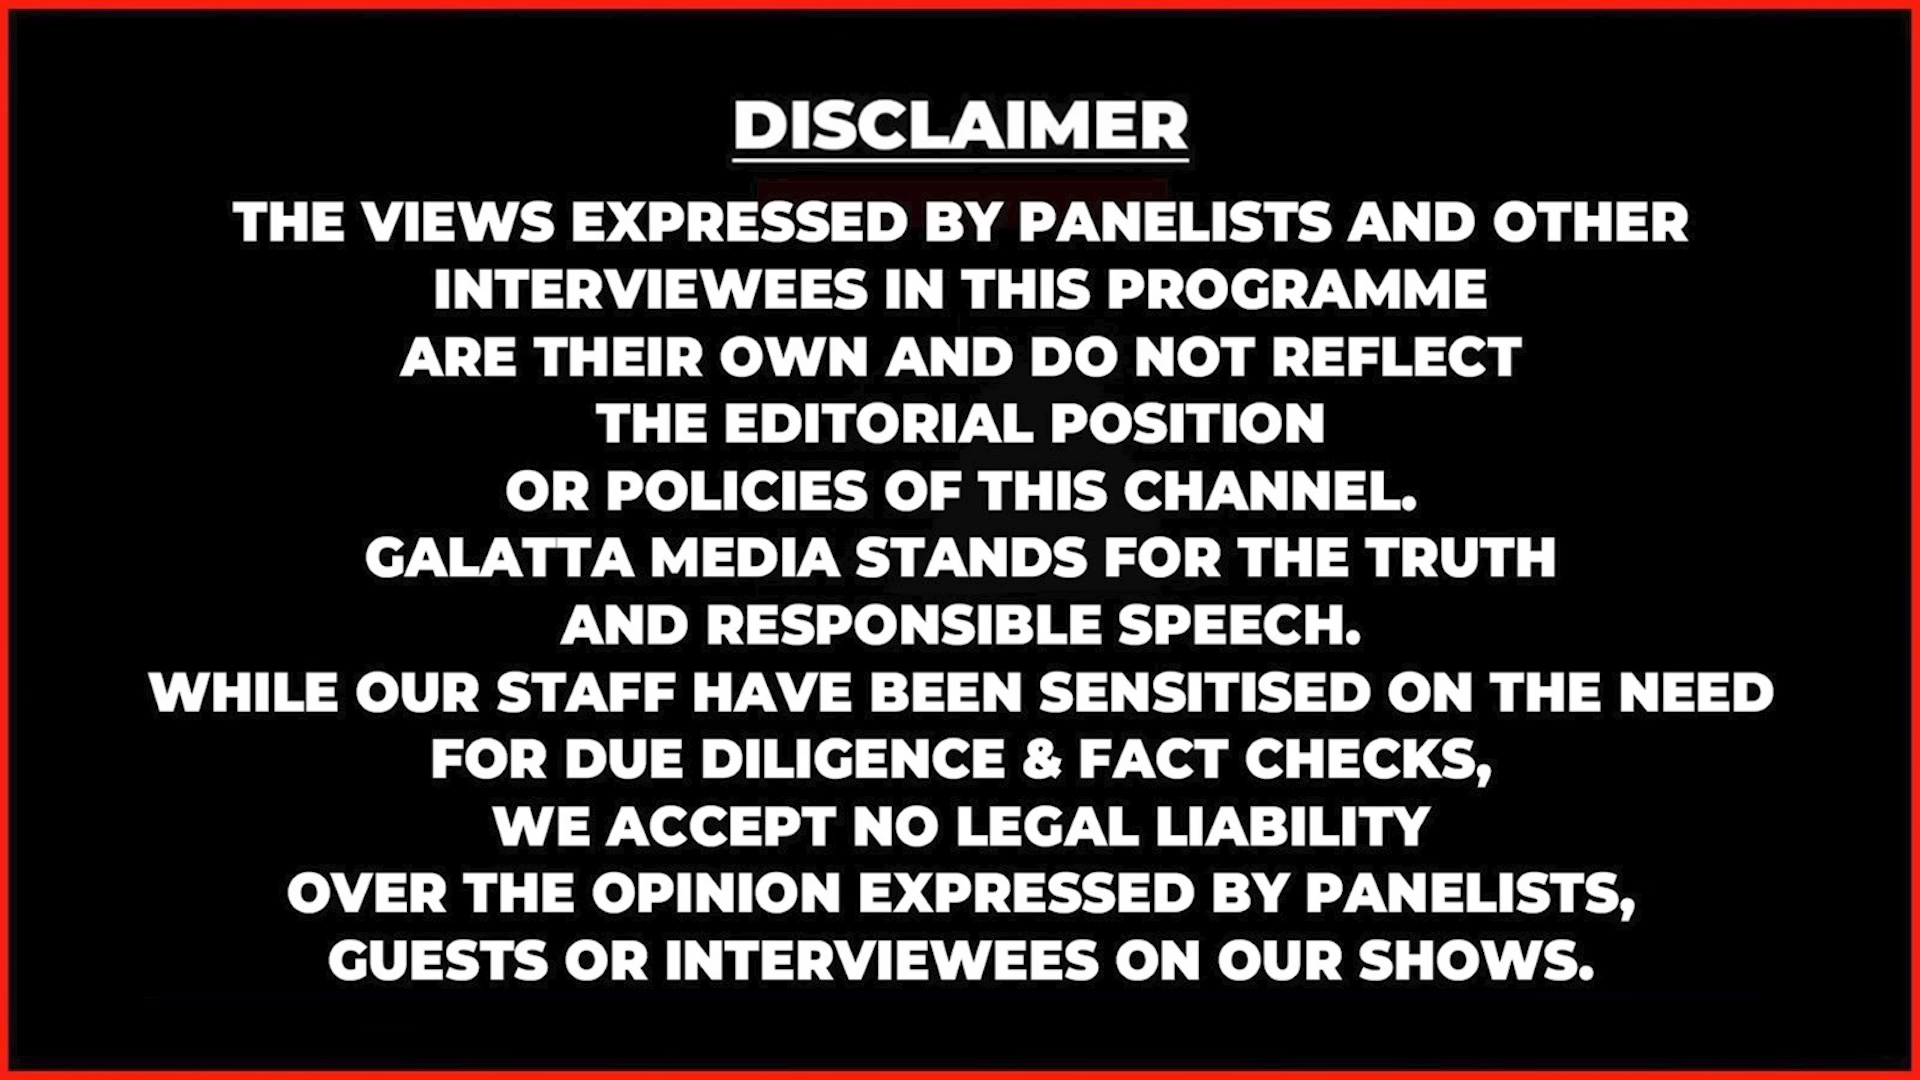 DISCLAIMER
THE VIEWS EXPRESSED BY PANELISTS AND OTHER
INTERVIEWEES IN THIS PROGRAMME
ARE THEIR OWN AND DO NOT REFLECT
THE EDITORIAL POSITION
OR POLICIES OF THIS CHANNEL.
GALATTA MEDIA STANDS FOR THE TRUTH
AND RESPONSIBLE SPEECH.
WHILE OUR STAFF HAVE BEEN SENSITISED ON THE NEED
FOR DUE DILIGENCE & FACT CHECKS,
WE ACCEPT NO LEGAL LIABILITY
OVER THE OPINION EXPRESSED BY PANELISTS,
GUESTS OR INTERVIEWEES ON OUR SHOWS.